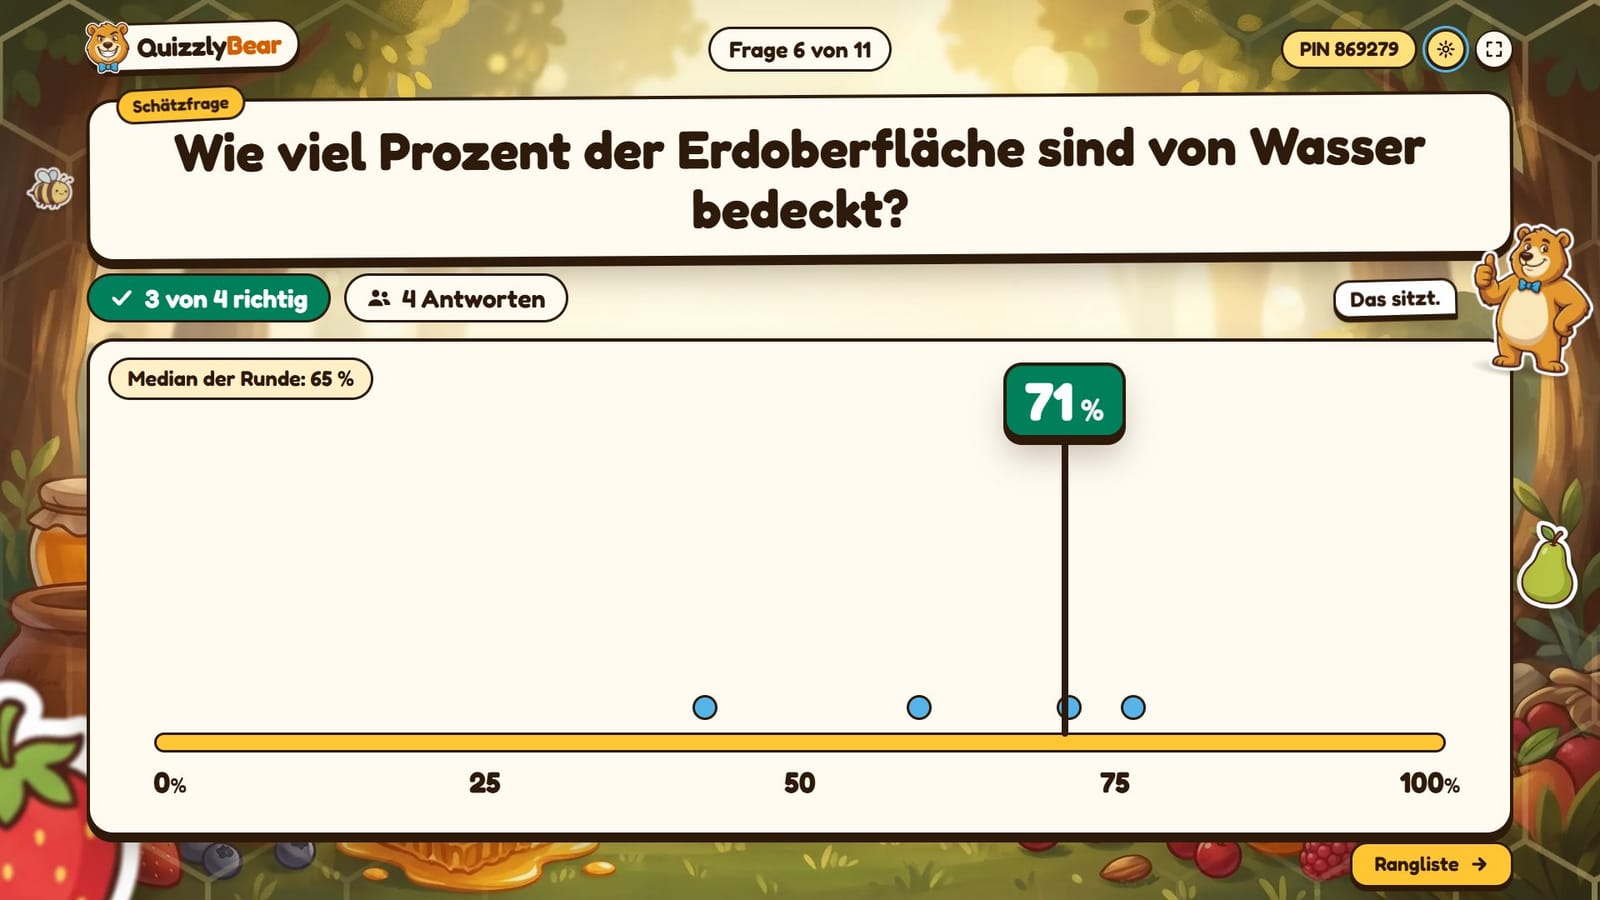 QuizzlyBear
Frage 6 von 11
PIN 869279
Schätzfrage
Wie viel Prozent der Erdoberfläche sind von Wasser
bedeckt?
3 von 4 richtig
4 Antworten
Das sitzt.
Median der Runde: 65 %
71 %
0%
25
50
75
100%
Rangliste →